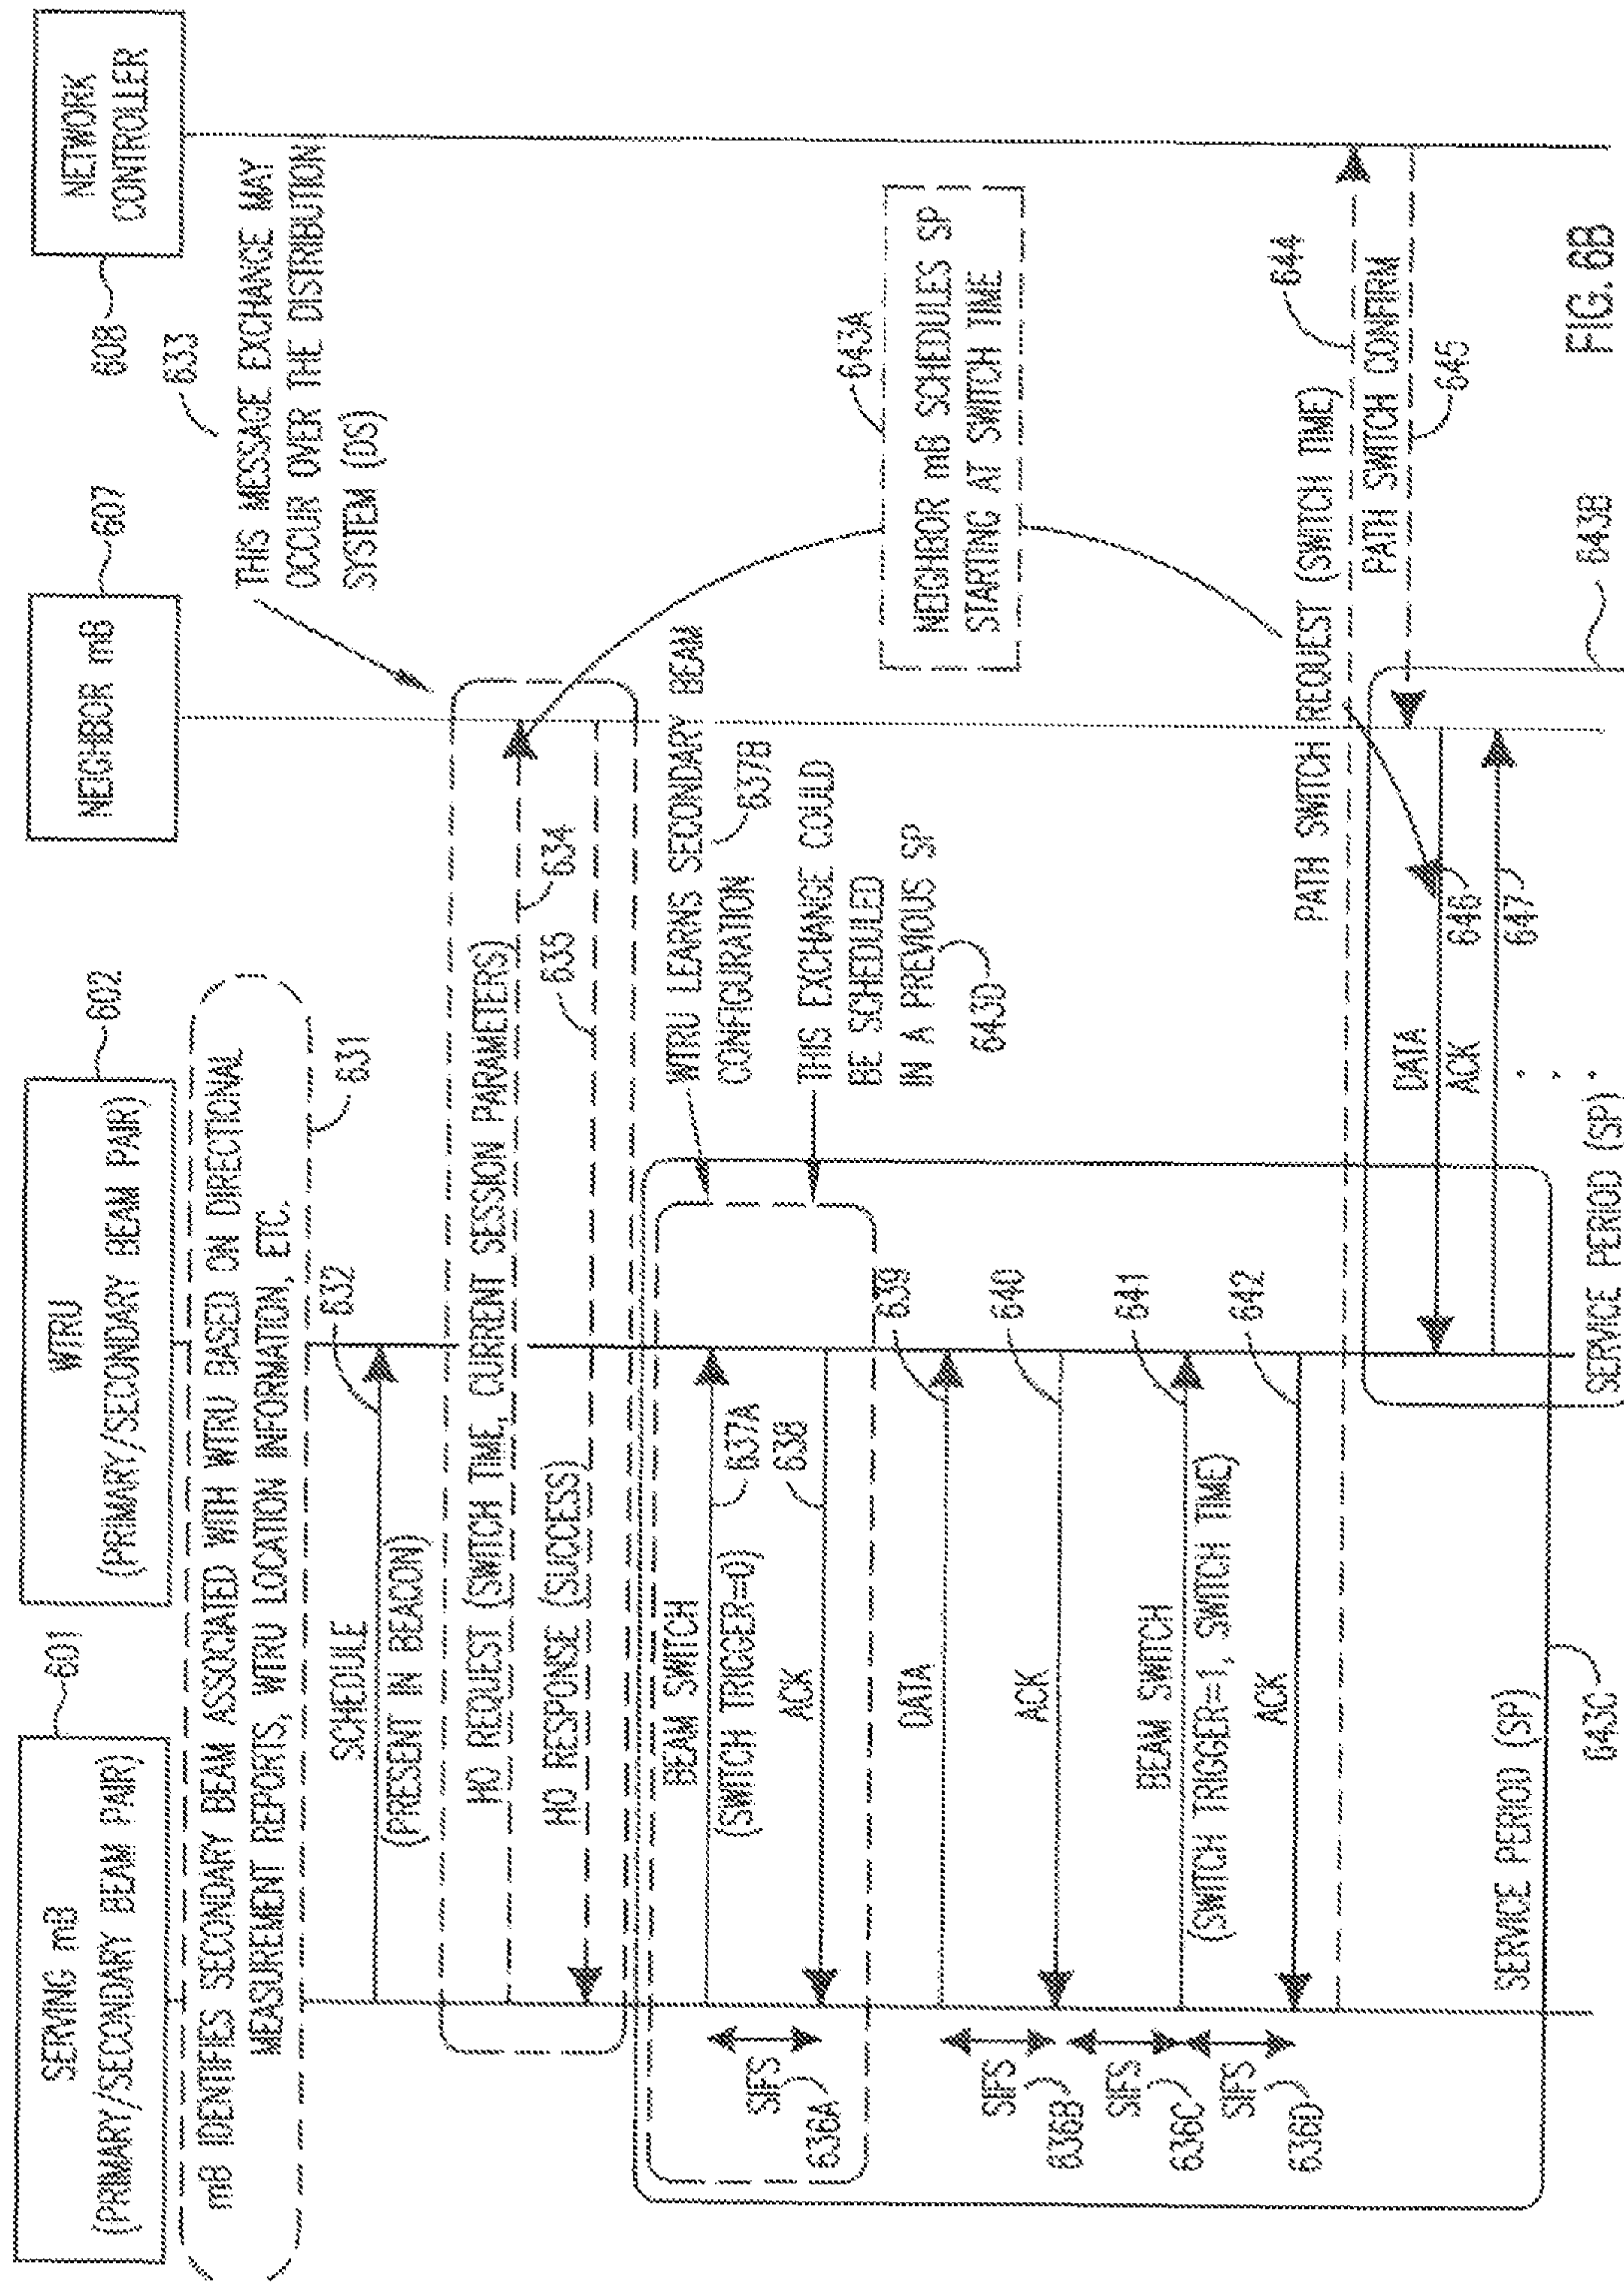 SERVING mB
(PRIMARY/SECONDARY BEAM PAIR)
601
WTRU
(PRIMARY/SECONDARY BEAM PAIR)
602
NEIGHBOR mB
607
NETWORK
CONTROLLER
608
mB IDENTIFIES SECONDARY BEAM ASSOCIATED WITH WTRU BASED ON DIRECTIONAL
MEASUREMENT REPORTS, WTRU LOCATION INFORMATION, ETC.
631
633
THIS MESSAGE EXCHANGE MAY
OCCUR OVER THE DISTRIBUTION
SYSTEM (DS)
SCHEDULE
(PRESENT IN BEACON)
632
HO REQUEST (SWITCH TIME, CURRENT SESSION PARAMETERS)
634
HO RESPONSE (SUCCESS)
635
BEAM SWITCH
(SWITCH TRIGGER=0)
637A
WTRU LEARNS SECONDARY BEAM
CONFIGURATION
637B
SIFS
636A
ACK
638
THIS EXCHANGE COULD
BE SCHEDULED
IN A PREVIOUS SP
643D
NEIGHBOR mB SCHEDULES SP
STARTING AT SWITCH TIME
643A
DATA
639
SIFS
636B
ACK
640
SIFS
636C
BEAM SWITCH
(SWITCH TRIGGER=1, SWITCH TIME)
641
SIFS
636D
ACK
642
PATH SWITCH REQUEST (SWITCH TIME)
644
PATH SWITCH CONFIRM
645
DATA
646
ACK
647
SERVICE PERIOD (SP)
643C
SERVICE PERIOD (SP)
643B
FIG. 6B